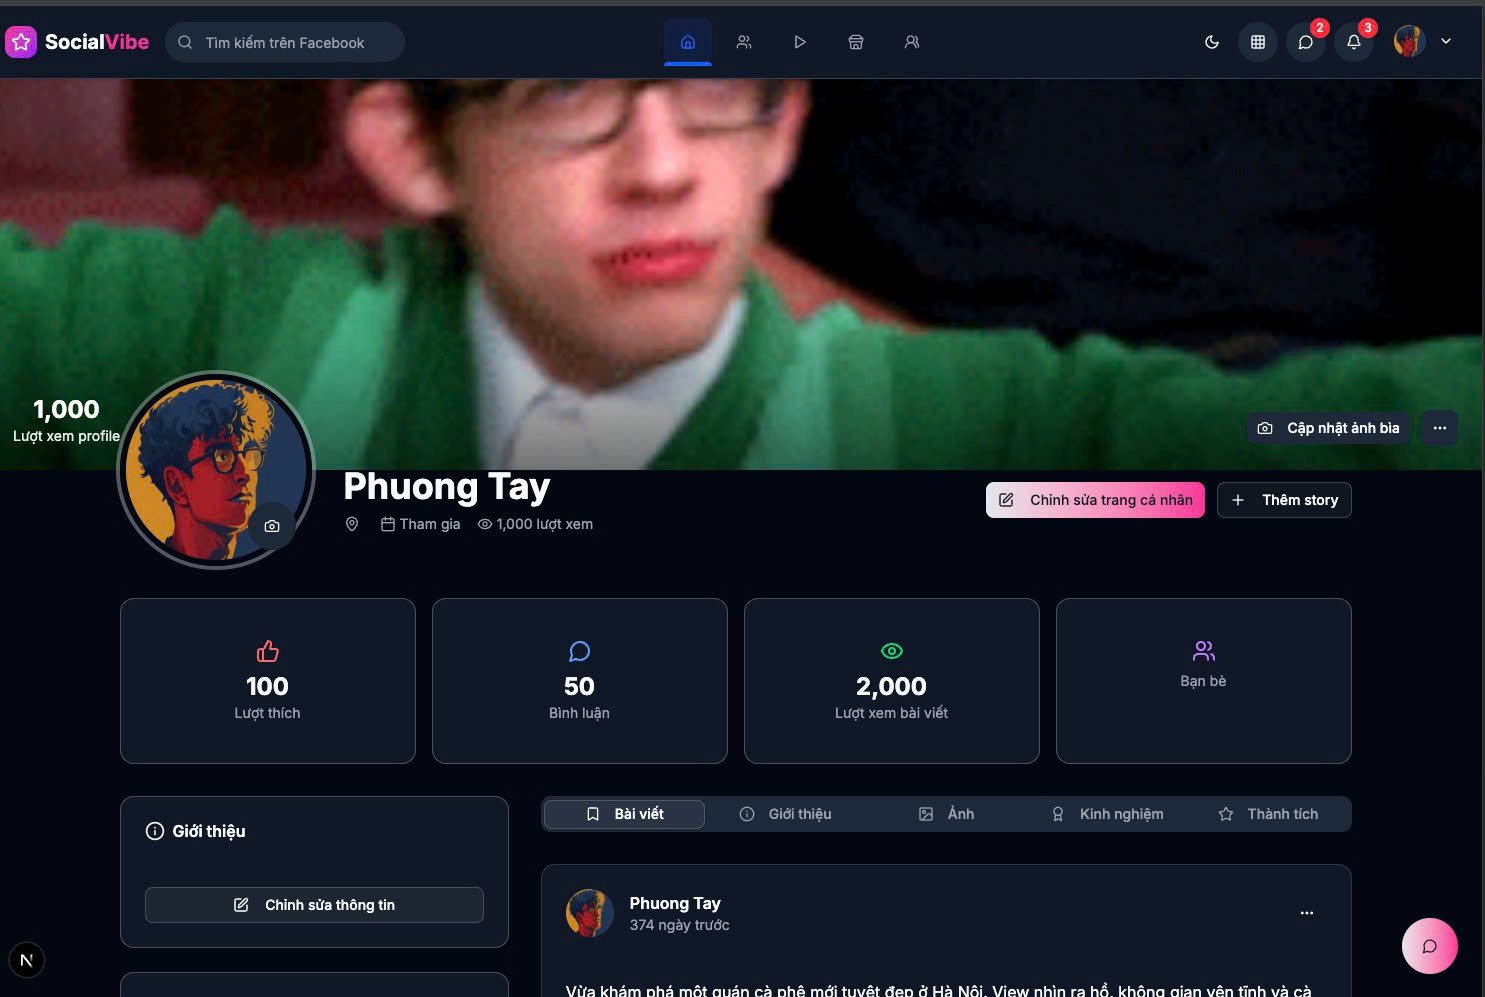 SocialVibe
Tìm kiếm trên Facebook
2
3
1,000
Lượt xem profile
Cập nhật ảnh bìa
Phuong Tay
Tham gia
1,000 lượt xem
Chỉnh sửa trang cá nhân
Thêm story
100
Lượt thích
50
Bình luận
2,000
Lượt xem bài viết
Bạn bè
Giới thiệu
Chỉnh sửa thông tin
Bài viết
Giới thiệu
Ảnh
Kinh nghiệm
Thành tích
Phuong Tay
374 ngày trước
Vừa khám phá một quán cà phê mới tuyệt đẹp ở Hà Nội. View nhìn ra hồ, không gian yên tĩnh và cà
N